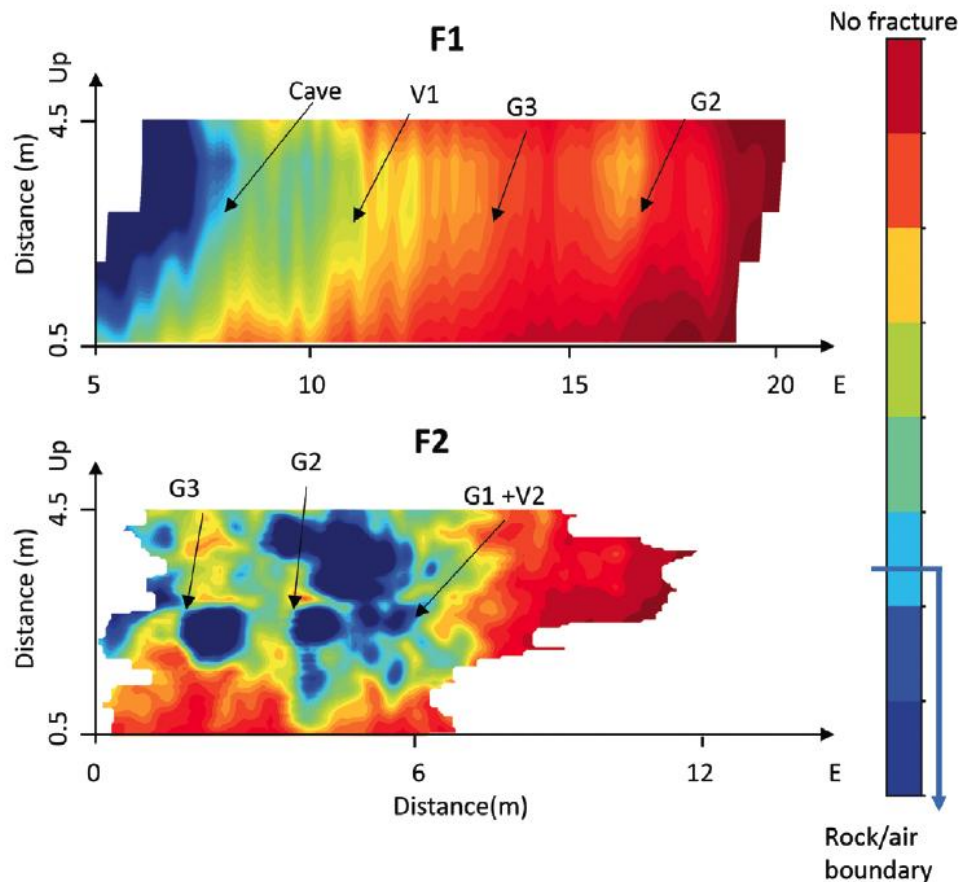 No fracture
F1
Up
Cave
V1
G3
G2
4.5
Distance (m)
0.5
5
10
15
20
E
F2
Up
G3
G2
G1 +V2
4.5
Distance (m)
0.5
0
6
12
E
Distance(m)
Rock/air
boundary